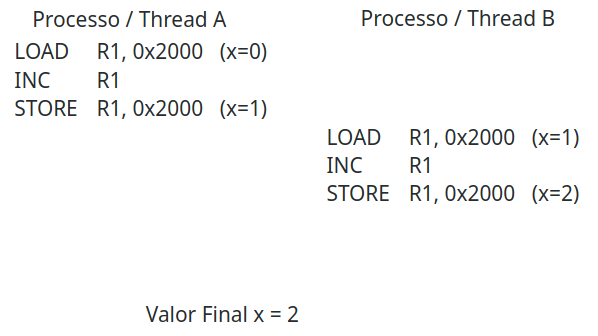 Processo / Thread A
LOAD R1, 0x2000 (x=0)
INC R1
STORE R1, 0x2000 (x=1)
Processo / Thread B
LOAD R1, 0x2000 (x=1)
INC R1
STORE R1, 0x2000 (x=2)
Valor Final x = 2